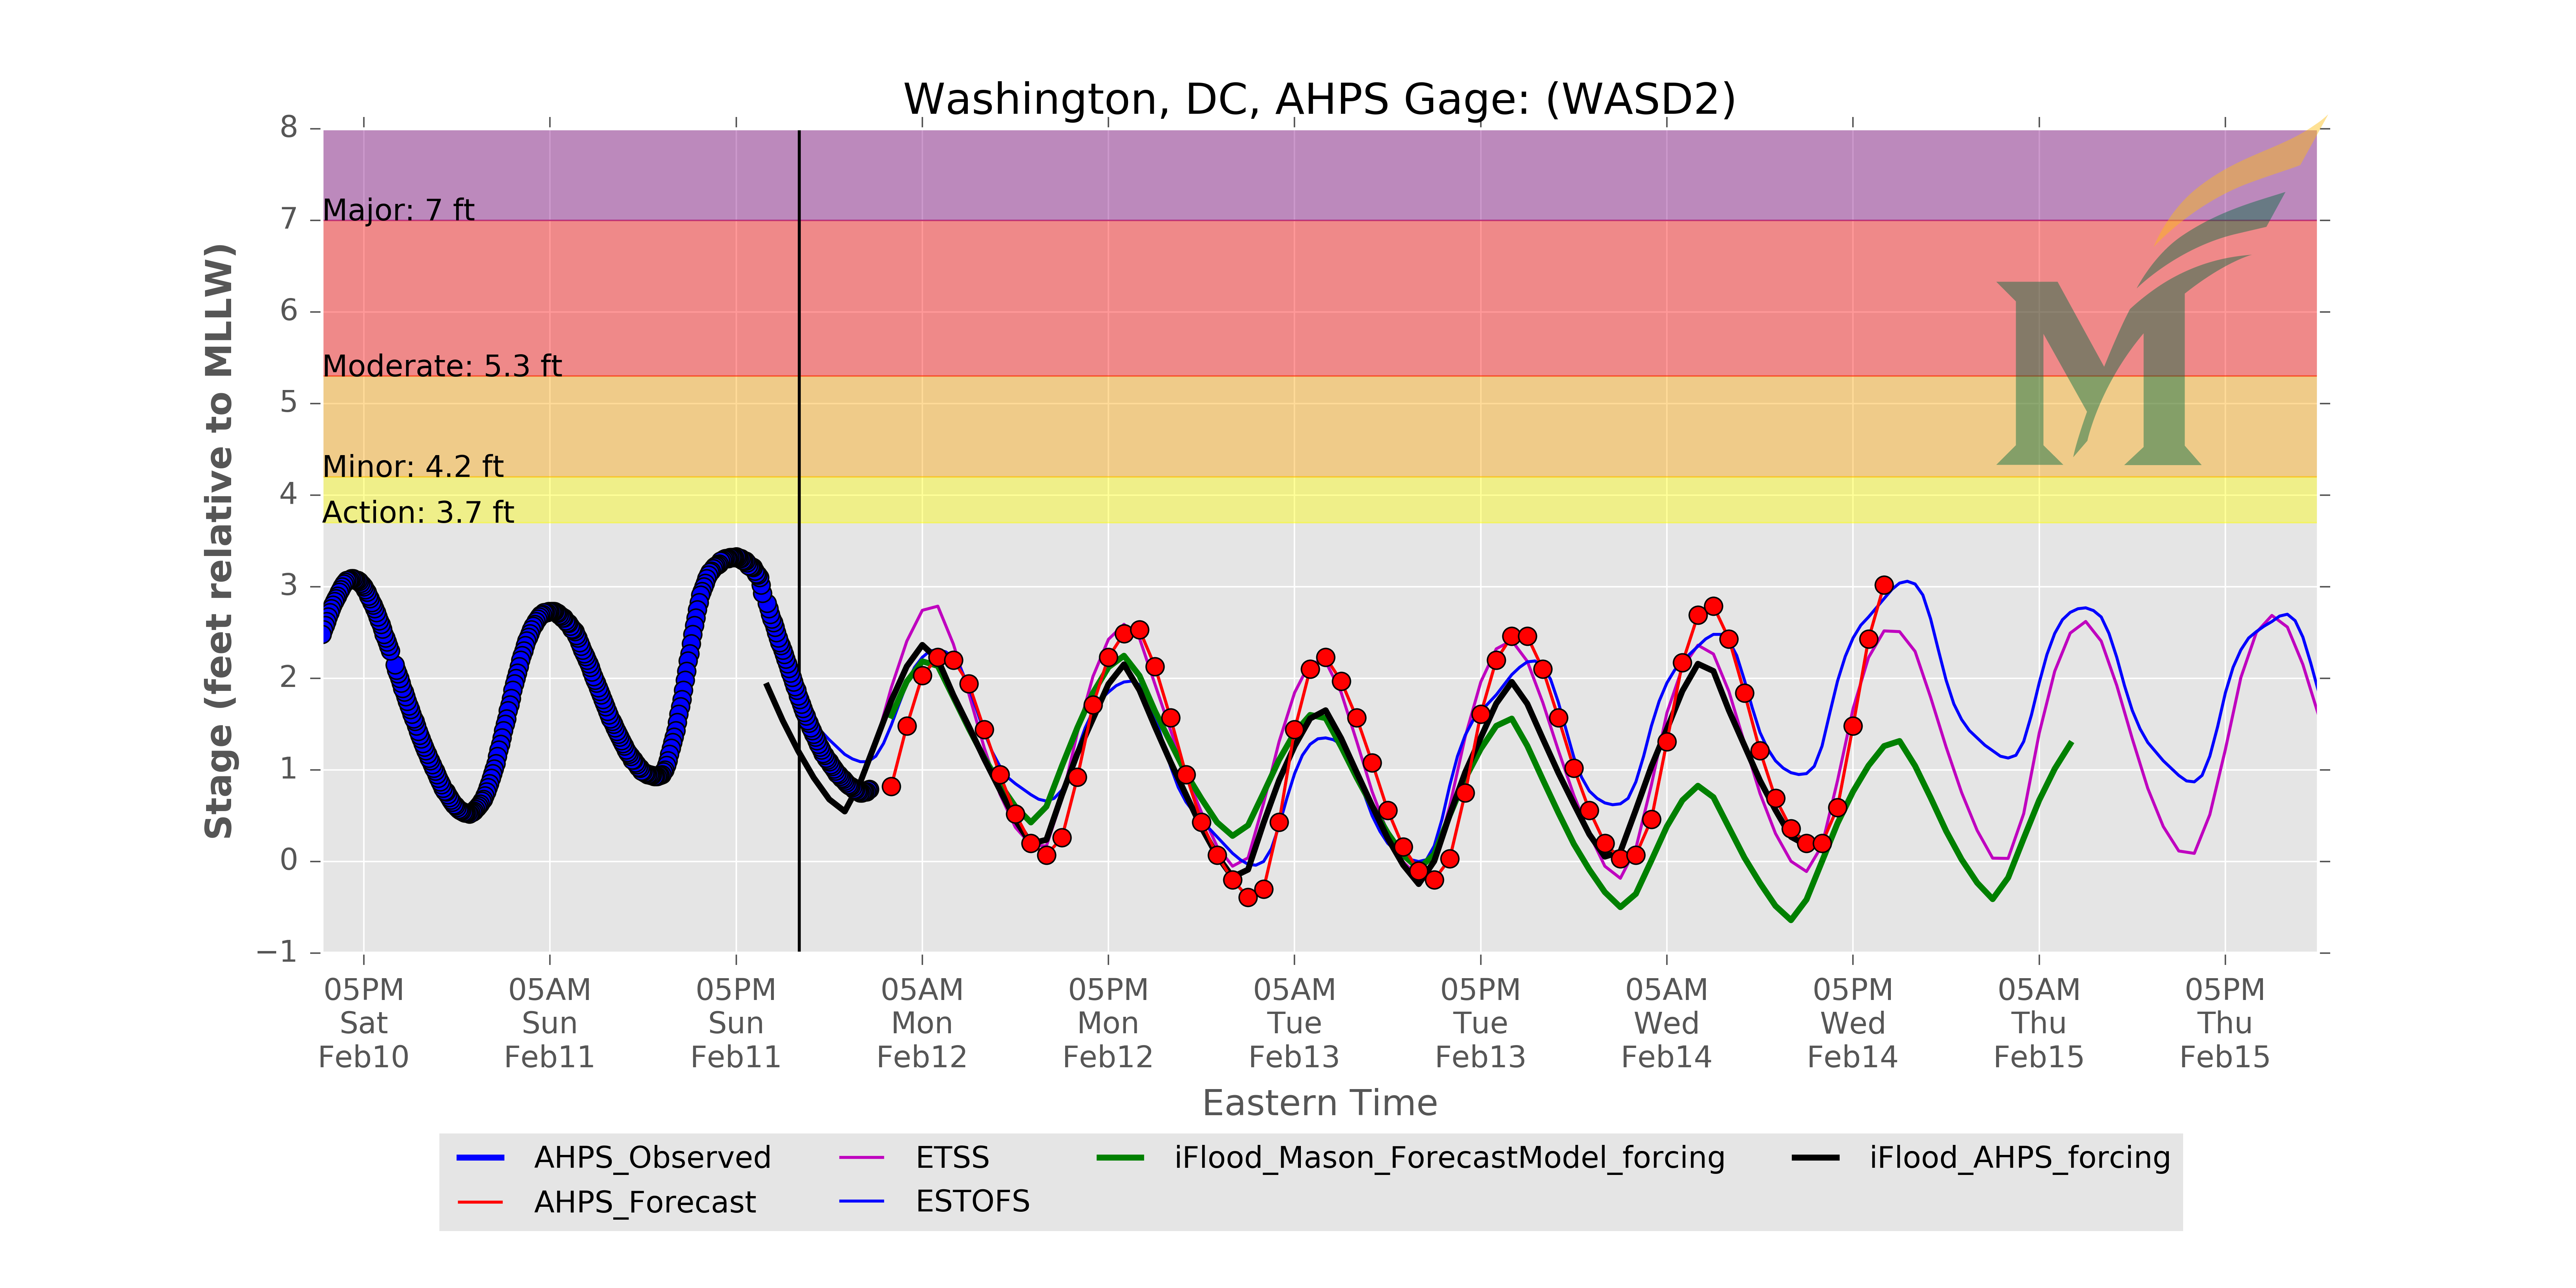 Washington, DC, AHPS Gage: (WASD2)
8
7
6
5
4
3
2
1
0
−1
Stage (feet relative to MLLW)
Major: 7 ft
Moderate: 5.3 ft
Minor: 4.2 ft
Action: 3.7 ft
M
05PM 05AM 05PM 05AM 05PM 05AM 05PM 05AM 05PM 05AM 05PM
Sat Sun Sun Mon Mon Tue Tue Wed Wed Thu Thu
Feb10 Feb11 Feb11 Feb12 Feb12 Feb13 Feb13 Feb14 Feb14 Feb15 Feb15
Eastern Time
AHPS_Observed ETSS iFlood_Mason_ForecastModel_forcing iFlood_AHPS_forcing
AHPS_Forecast ESTOFS